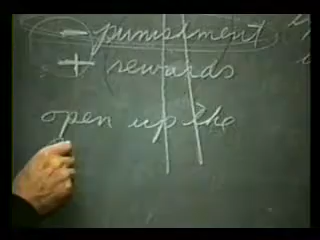 - punishment
+ rewards
open up the